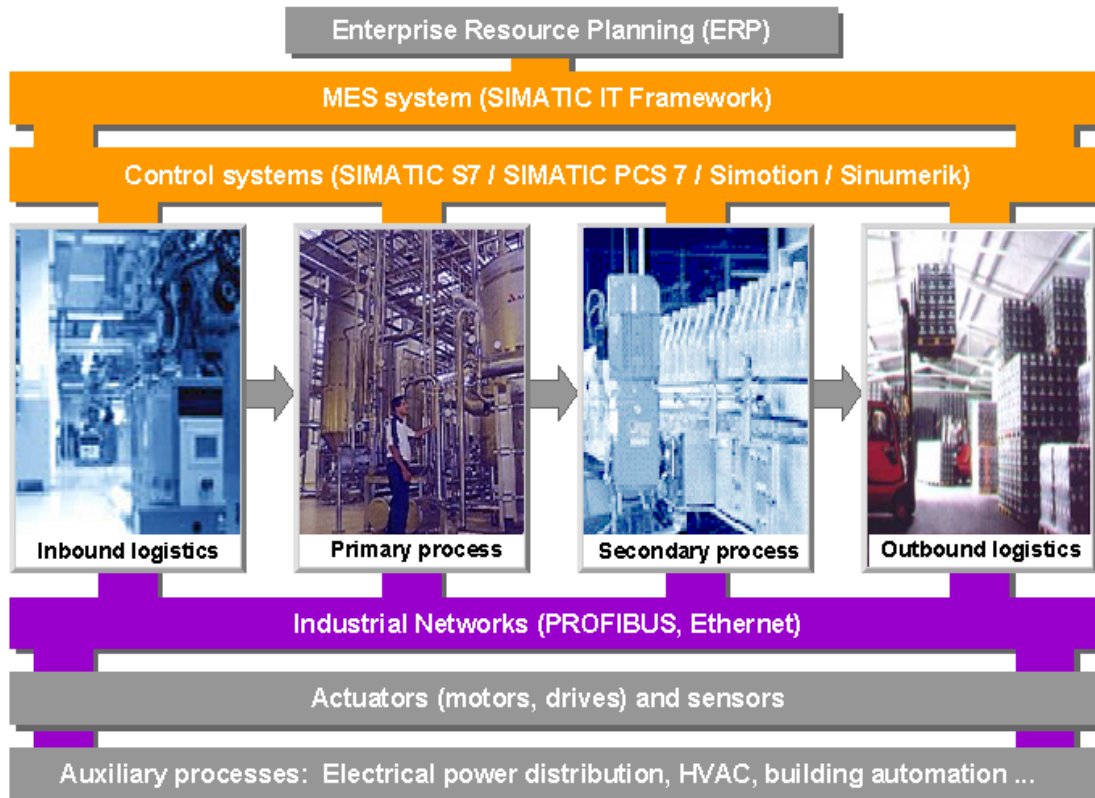 Enterprise Resource Planning (ERP)
MES system (SIMATIC IT Framework)
Control systems (SIMATIC S7 / SIMATIC PCS 7 / Simotion / Sinumerik)
Inbound logistics
Primary process
Secondary process
Outbound logistics
Industrial Networks (PROFIBUS, Ethernet)
Actuators (motors, drives) and sensors
Auxiliary processes: Electrical power distribution, HVAC, building automation ...